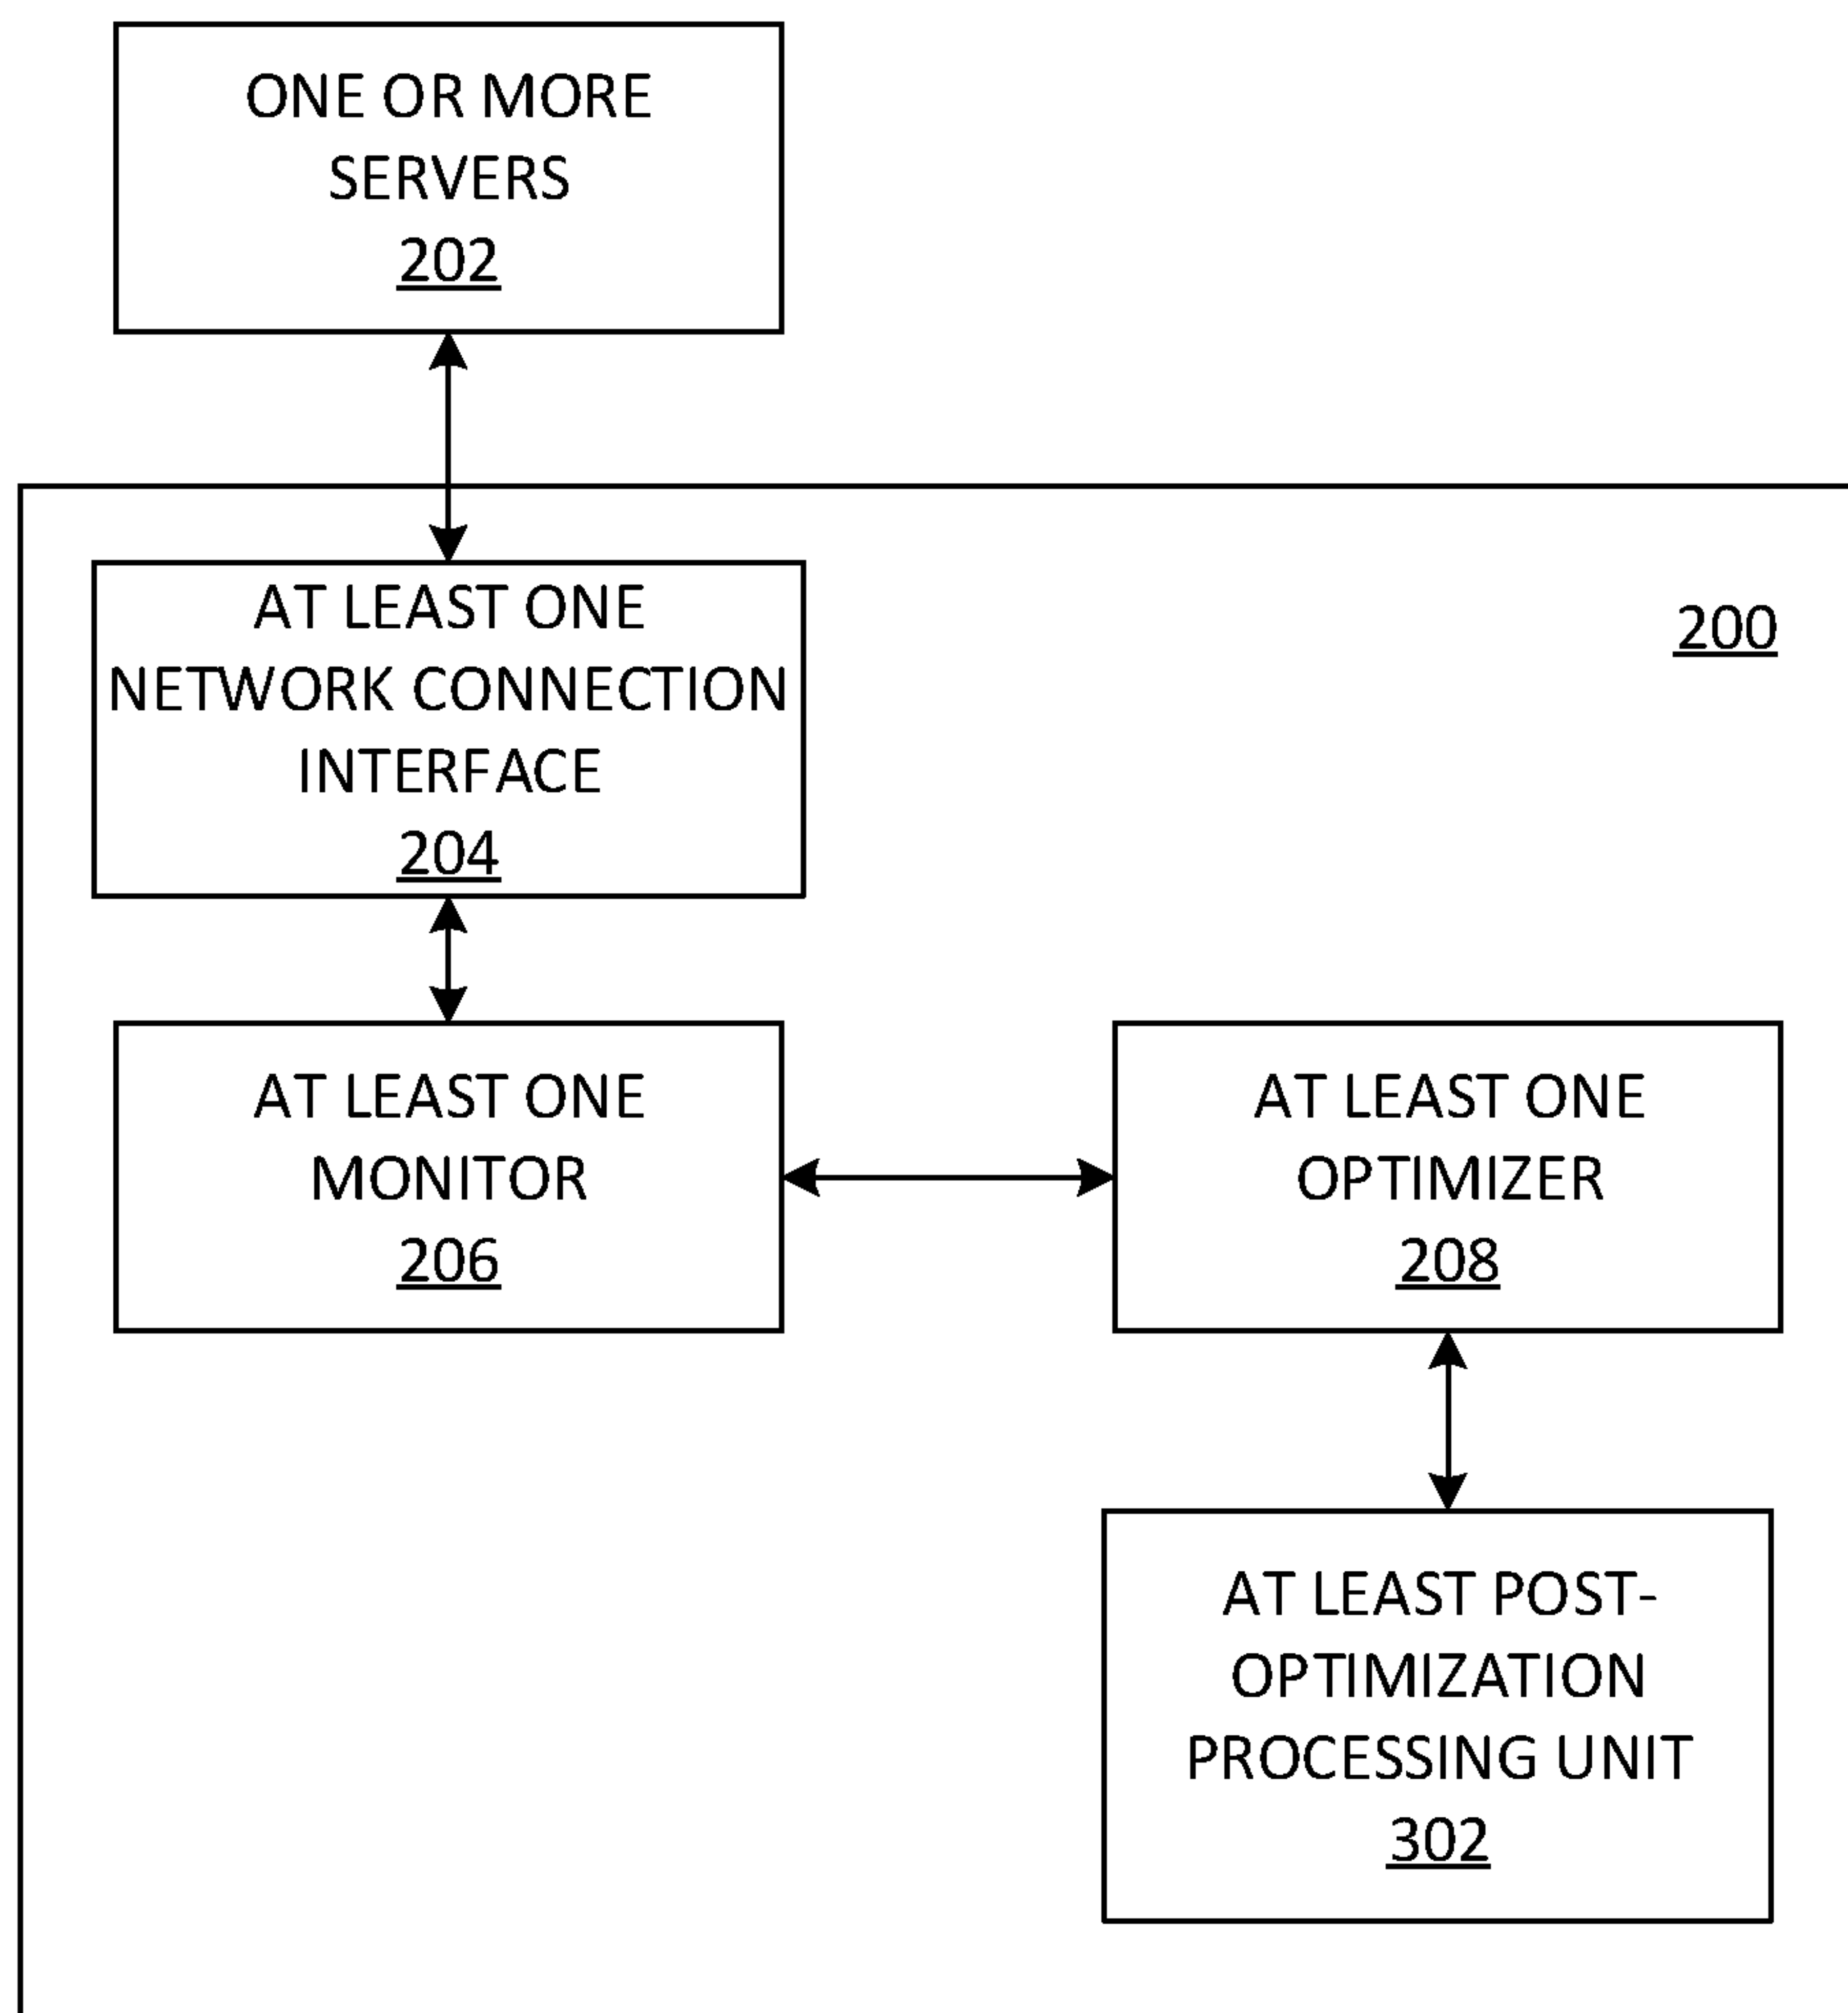 ONE OR MORE
SERVERS
202
AT LEAST ONE
NETWORK CONNECTION
INTERFACE
204
200
AT LEAST ONE
MONITOR
206
AT LEAST ONE
OPTIMIZER
208
AT LEAST POST-
OPTIMIZATION
PROCESSING UNIT
302